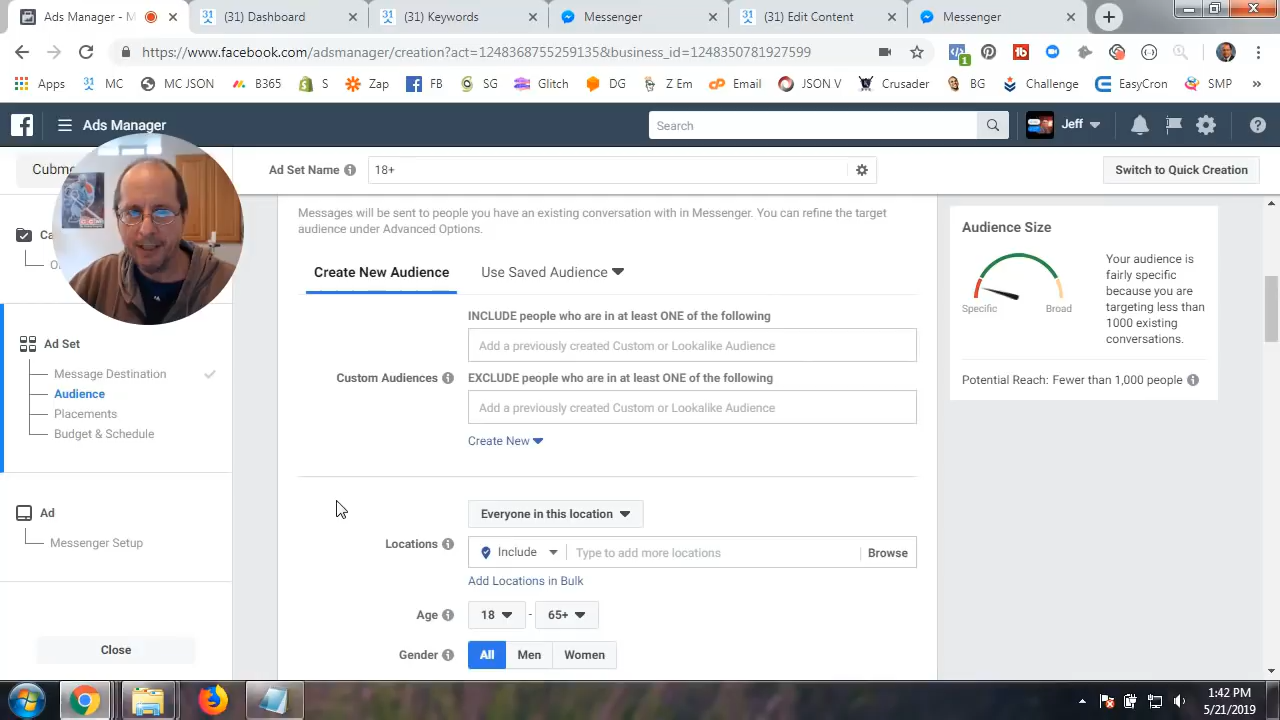 Ads Manager -
(31) Dashboard
(31) Keywords
Messenger
(31) Edit Content
Messenger
https://www.facebook.com/adsmanager/creation?act=1248368755259135&business_id=1248350781927599
1
Apps
31 MC
MC JSON
B365
S
Zap
FB
SG
Glitch
DG
Z Em
Email
JSON V
Crusader
BG
Challenge
EasyCron
SMP
»
Ads Manager
Search
Jeff
Cubm
Ad Set Name
18+
Switch to Quick Creation
Messages will be sent to people you have an existing conversation with in Messenger. You can refine the target
audience under Advanced Options.
Create New Audience
Use Saved Audience
INCLUDE people who are in at least ONE of the following
Add a previously created Custom or Lookalike Audience
Custom Audiences
EXCLUDE people who are in at least ONE of the following
Add a previously created Custom or Lookalike Audience
Create New
Everyone in this location
Locations
Include
Type to add more locations
Browse
Add Locations in Bulk
Age
18
-
65+
Gender
All
Men
Women
Audience Size
Specific
Broad
Your audience is
fairly specific
because you are
targeting less than
1000 existing
conversations.
Potential Reach: Fewer than 1,000 people
Ca
O
Ad Set
Message Destination
Audience
Placements
Budget & Schedule
Ad
Messenger Setup
Close
1:42 PM
5/21/2019